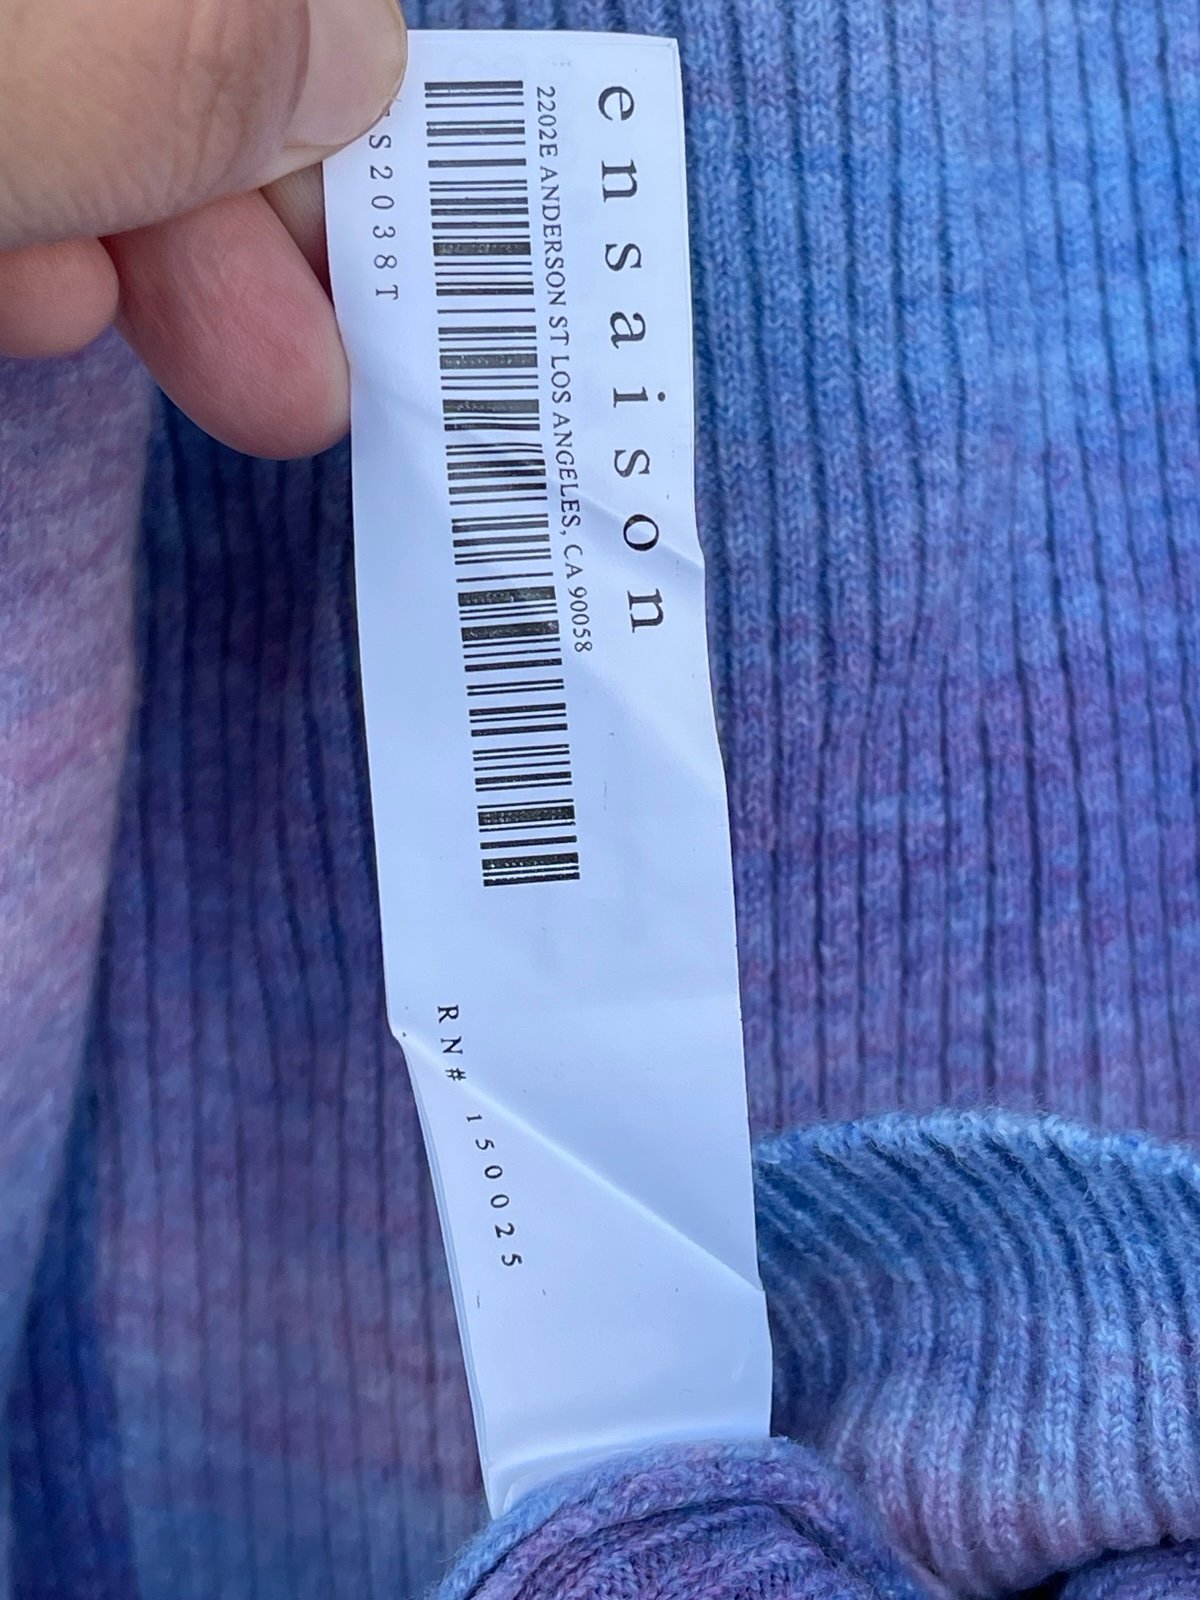 ensaison
2202E ANDERSON ST LOS ANGELES, CA 90058
S2038T
RN# 150025